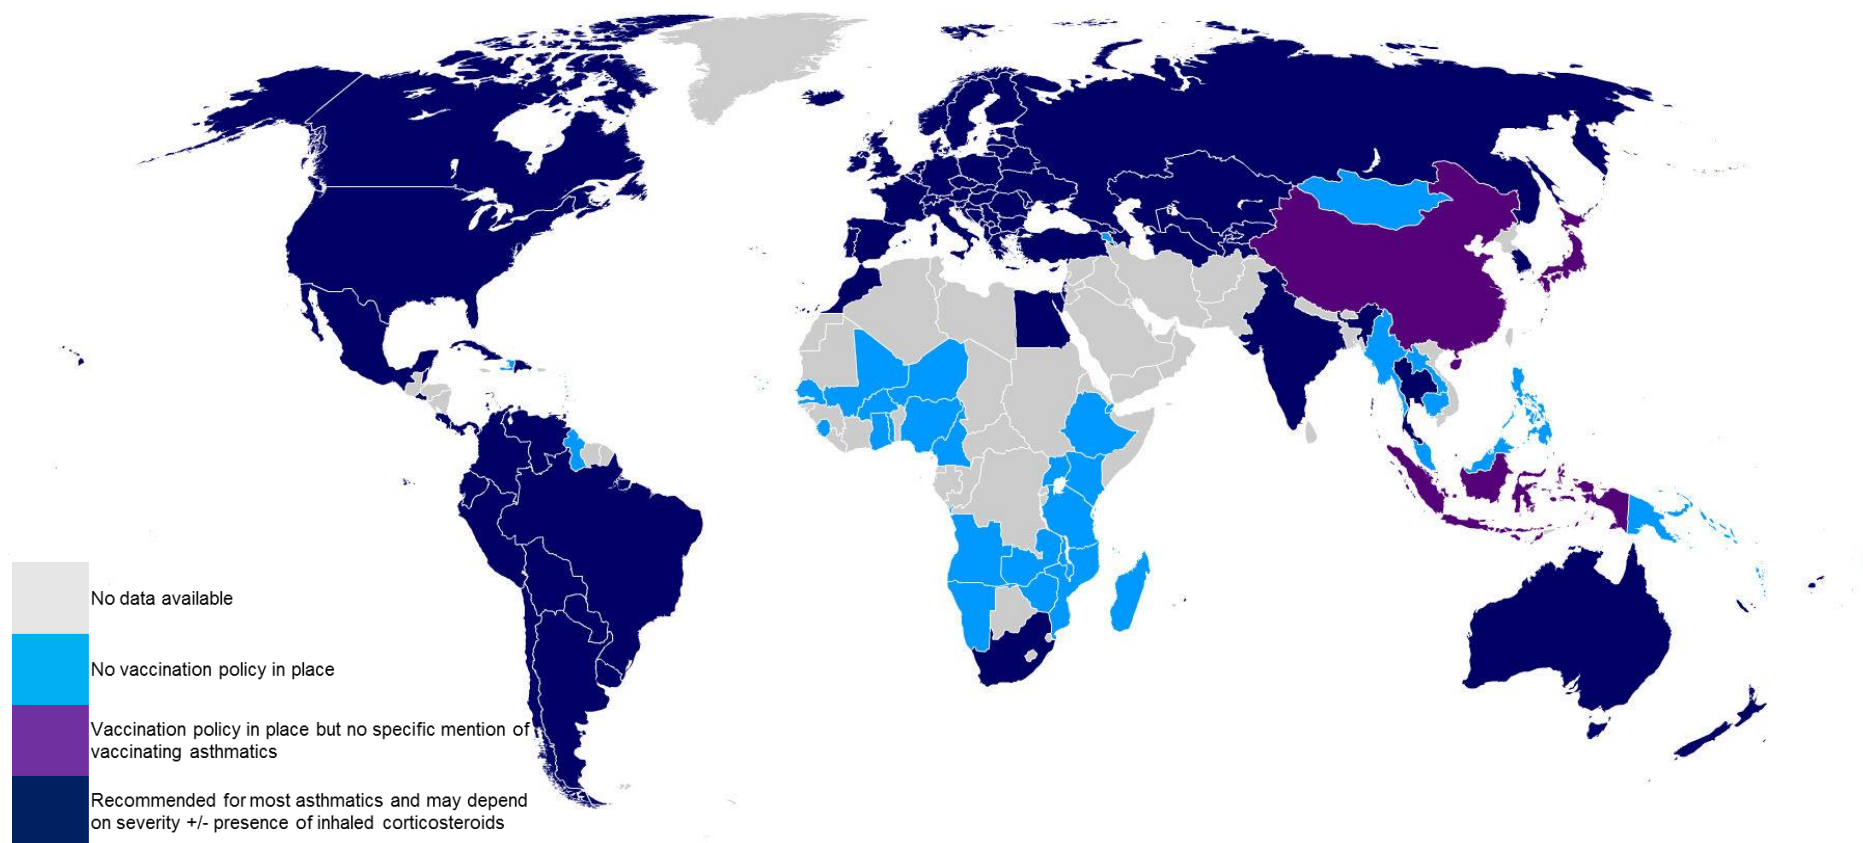 No data available
No vaccination policy in place
Vaccination policy in place but no specific mention of
vaccinating asthmatics
Recommended for most asthmatics and may depend
on severity +/- presence of inhaled corticosteroids